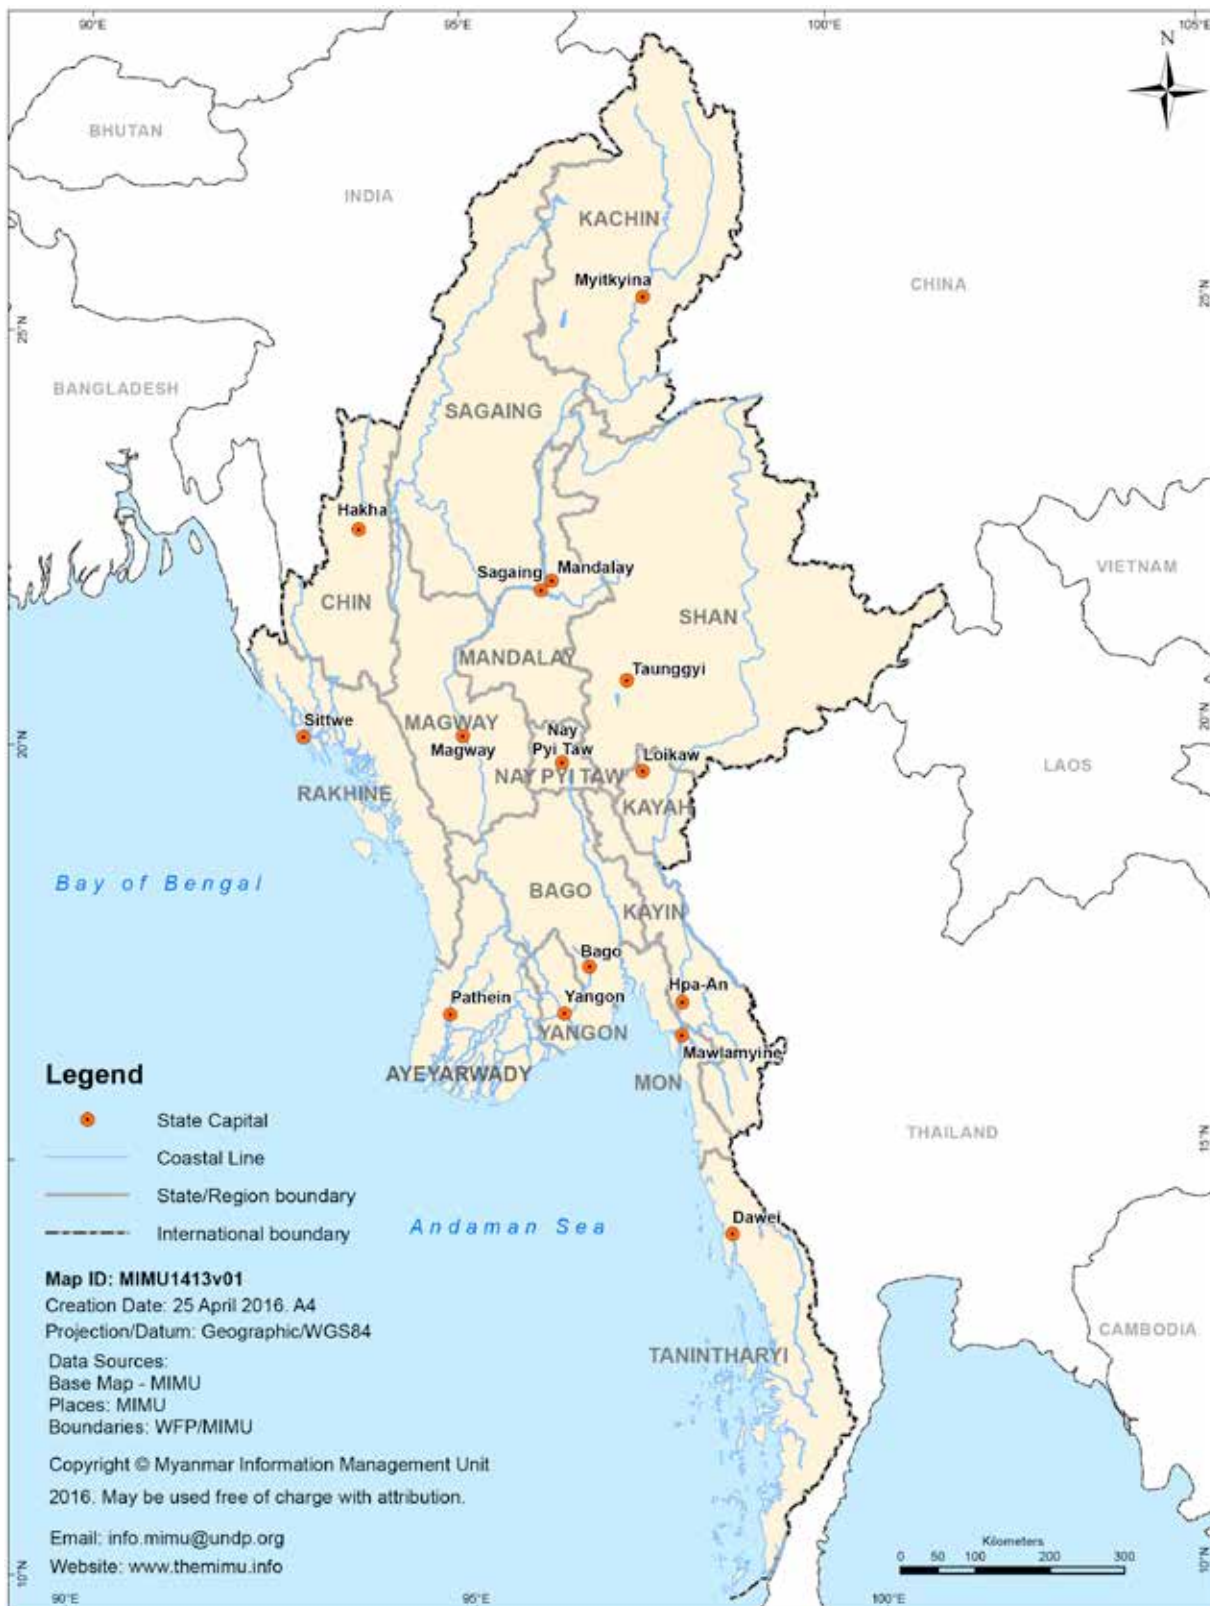 90°E
95°E
100°E
105°E
N
BHUTAN
INDIA
KACHIN
Myitkyina
CHINA
25°N
25°N
BANGLADESH
SAGAING
Hakha
Sagaing
Mandalay
VIETNAM
CHIN
SHAN
MANDALAY
Taunggyi
Sittwe
MAGWAY
Magway
Nay
Pyi Taw
Loikaw
20°N
20°N
LAOS
NAY PYI TAW
RAKHINE
KAYAH
Bay of Bengal
BAGO
KAYIN
Bago
Hpa-An
Pathein
Yangon
YANGON
Mawlamyine
AYEYARWADY
MON
Legend
State Capital
Coastal Line
State/Region boundary
International boundary
THAILAND
15°N
Andaman Sea
Dawei
Map ID: MIMU1413v01
Creation Date: 25 April 2016. A4
Projection/Datum: Geographic/WGS84
Data Sources:
Base Map - MIMU
Places: MIMU
Boundaries: WFP/MIMU
CAMBODIA
TANINTHARYI
Copyright © Myanmar Information Management Unit
2016. May be used free of charge with attribution.
Email: info.mimu@undp.org
Website: www.themimu.info
Kilometers
0 50 100 200 300
10°N
10°N
90°E
95°E
100°E